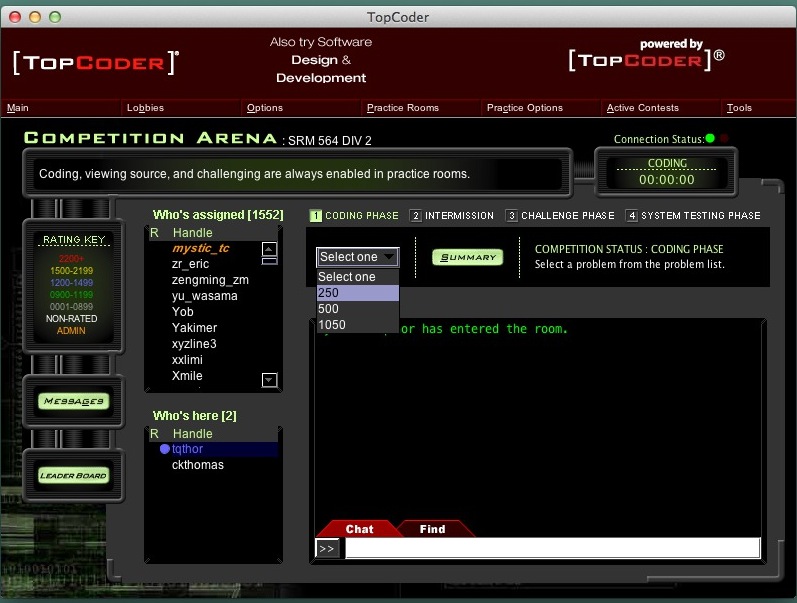 TopCoder
[TOPCODER]®
Also try Software
Design &
Development
powered by
[TOPCODER]®
Main
Lobbies
Options
Practice Rooms
Practice Options
Active Contests
Tools
COMPETITION ARENA : SRM 564 DIV 2
Connection Status:
Coding, viewing source, and challenging are always enabled in practice rooms.
CODING
00:00:00
RATING KEY
2200+
1500-2199
1200-1499
0900-1199
0001-0899
NON-RATED
ADMIN
MESSAGES
LEADER BOARD
Who's assigned [1552]
R Handle
mystic_tc
zr_eric
zengming_zm
yu_wasama
Yob
Yakimer
xyzline3
xxlimi
Xmile
Who's here [2]
R Handle
tqthor
ckthomas
1 CODING PHASE
2 INTERMISSION
3 CHALLENGE PHASE
4 SYSTEM TESTING PHASE
Select one
Select one
250
500
1050
SUMMARY
COMPETITION STATUS : CODING PHASE
Select a problem from the problem list.
or has entered the room.
Chat
Find
>>